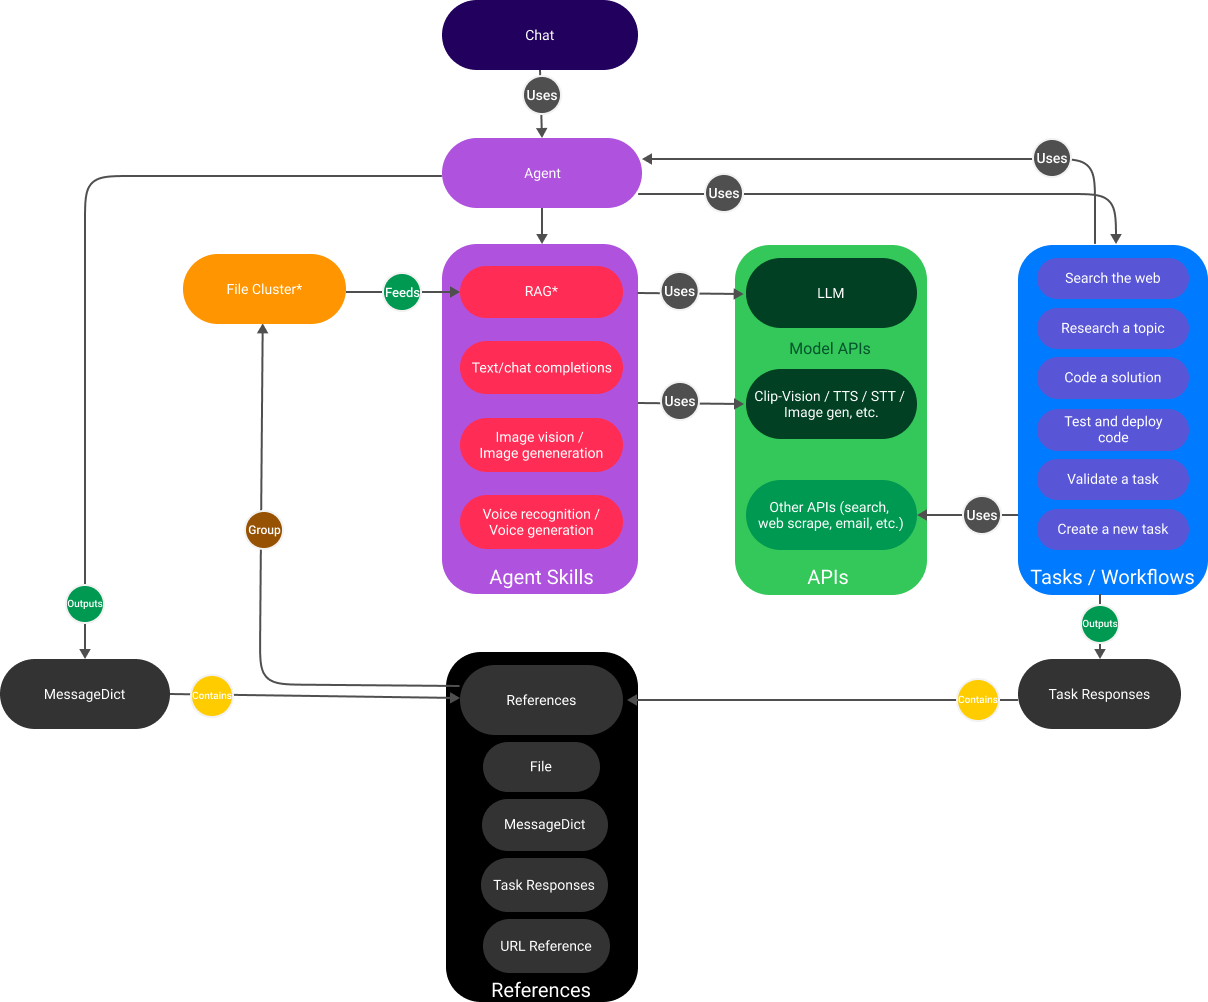 Chat
Uses
Agent
Uses
Uses
File Cluster*
Feeds
RAG*
Text/chat completions
Image vision /
Image geneneration
Voice recognition /
Voice generation
Agent Skills
Uses
Uses
LLM
Model APIs
Clip-Vision / TTS / STT /
Image gen, etc.
Other APIs (search,
web scrape, email, etc.)
APIs
Uses
Search the web
Research a topic
Code a solution
Test and deploy
code
Validate a task
Create a new task
Tasks / Workflows
Group
Outputs
Outputs
MessageDict
Contains
References
Contains
Task Responses
File
MessageDict
Task Responses
URL Reference
References